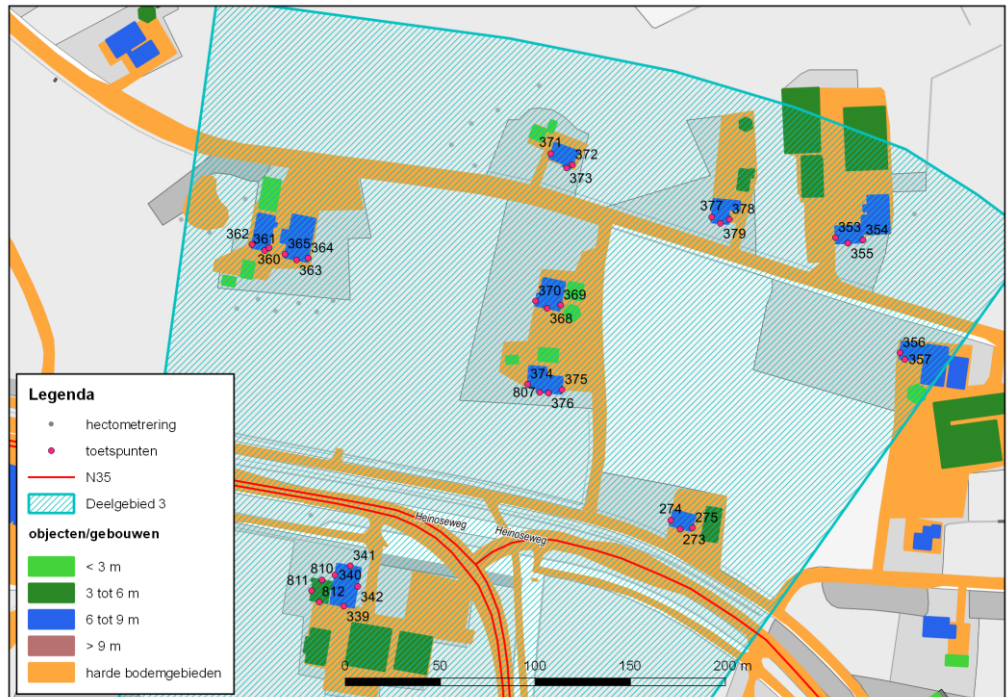 371
372
373
377
378
379
353
354
355
362
361
360
365
364
363
370
369
368
356
357
374
375
807
376
Legenda
hectometrering
toetspunten
N35
Deelgebied 3
objecten/gebouwen
< 3 m
3 tot 6 m
6 tot 9 m
> 9 m
harde bodemgebieden
Heinoseweg
Heinoseweg
274
275
273
341
810
340
811
812
342
339
0
50
100
150
200 m